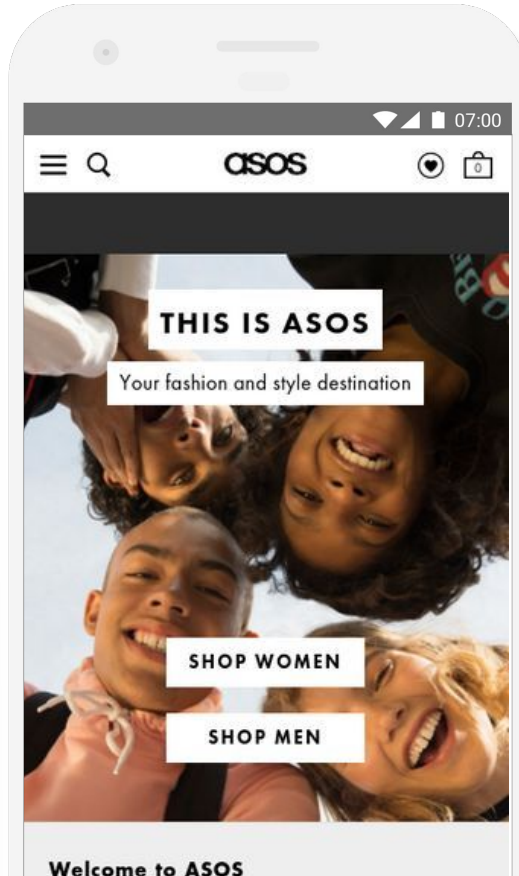 07:00
asos
0
THIS IS ASOS
Your fashion and style destination
SHOP WOMEN
SHOP MEN
Welcome to ASOS